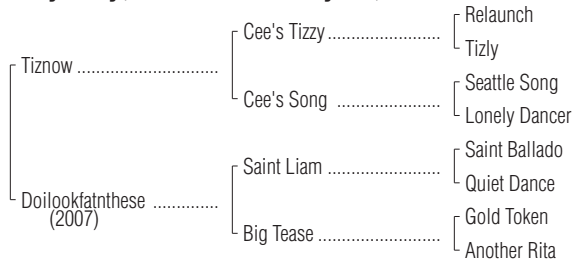 Relaunch
Cee's Tizzy
Tizly
Tiznow
Seattle Song
Cee's Song
Lonely Dancer
Saint Ballado
Saint Liam
Quiet Dance
Doilookfatnthese
(2007)
Gold Token
Big Tease
Another Rita